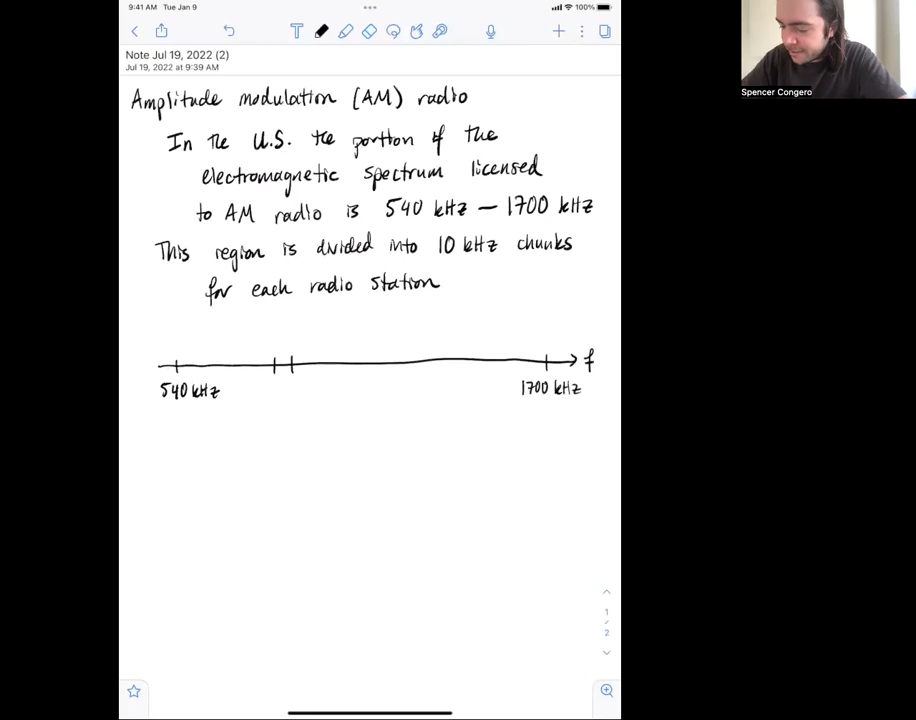 9:41 AM Tue Jan 9
100%
Note Jul 19, 2022 (2)
Jul 19, 2022 at 9:39 AM
Amplitude modulation (AM) radio
In the U.S. the portion of the
electromagnetic spectrum licensed
to AM radio is 540 kHz – 1700 kHz
This region is divided into 10 kHz chunks
for each radio station
f
540 kHz
1700 kHz
1
/
2
Spencer Congero